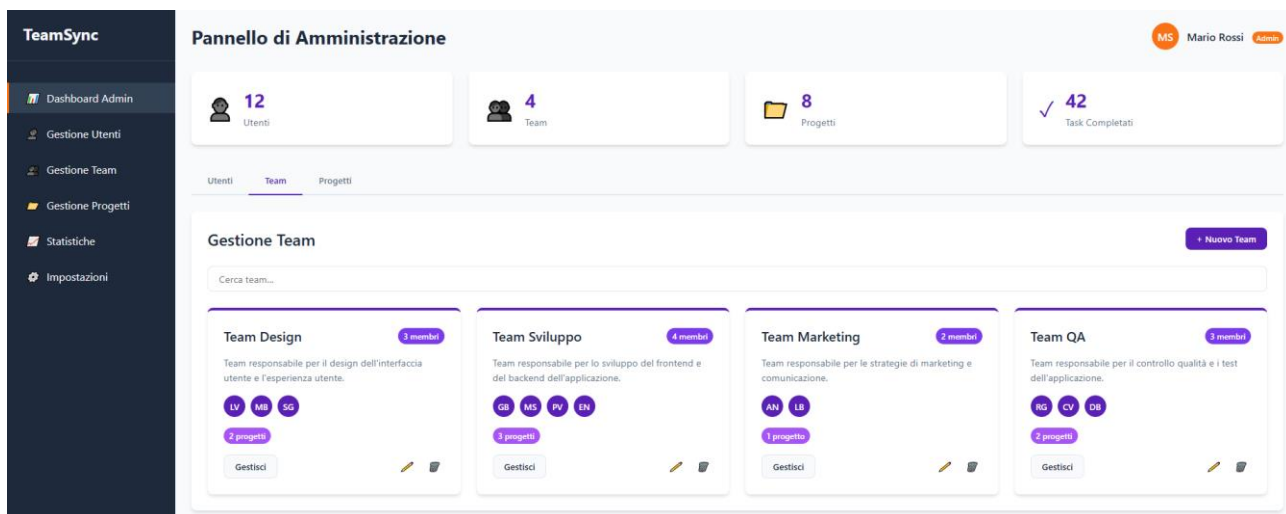 TeamSync
Dashboard Admin
Gestione Utenti
Gestione Team
Gestione Progetti
Statistiche
Impostazioni
Pannello di Amministrazione
MS Mario Rossi Admin
12
Utenti
4
Team
8
Progetti
42
Task Completati
Utenti Team Progetti
Gestione Team
+ Nuovo Team
Cerca team...
Team Design 3 membri
Team responsabile per il design dell'interfaccia
utente e l'esperienza utente.
LV MB SG
2 progetti
Gestisci
Team Sviluppo 4 membri
Team responsabile per lo sviluppo del frontend e
del backend dell'applicazione.
GB MS PV EN
3 progetti
Gestisci
Team Marketing 2 membri
Team responsabile per le strategie di marketing e
comunicazione.
AN LB
1 progetto
Gestisci
Team QA 3 membri
Team responsabile per il controllo qualità e i test
dell'applicazione.
RG CV DB
2 progetti
Gestisci